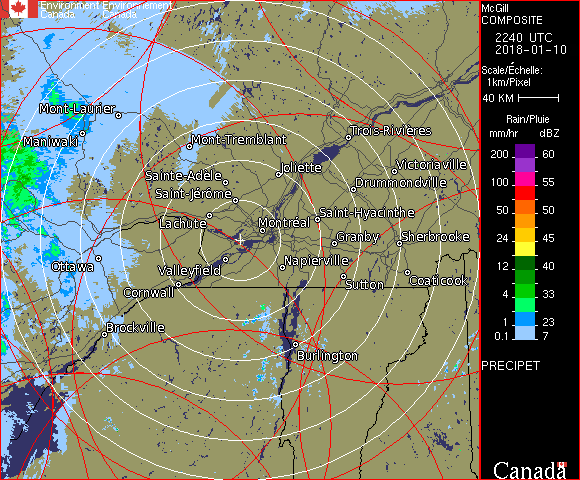 Environment Environnement
Canada Canada
McGill
COMPOSITE
2240 UTC
2018-01-10
Scale/Échelle:
1km/Pixel
40 KM
Rain/Pluie
mm/hr dBZ
200 60
100 55
50 50
24 45
12 40
4 33
1 23
0.1 7
PRECIPET
Canada
Mont-Laurier
Maniwaki
Mont-Tremblant
Trois-Rivières
Joliette
Victoriaville
Sainte-Adèle
Drummondville
Saint-Jérôme
Lachute
Saint-Hyacinthe
Montréal
Granby
Sherbrooke
Ottawa
Valleyfield
Napierville
Sutton
Coaticook
Cornwall
Brockville
Burlington